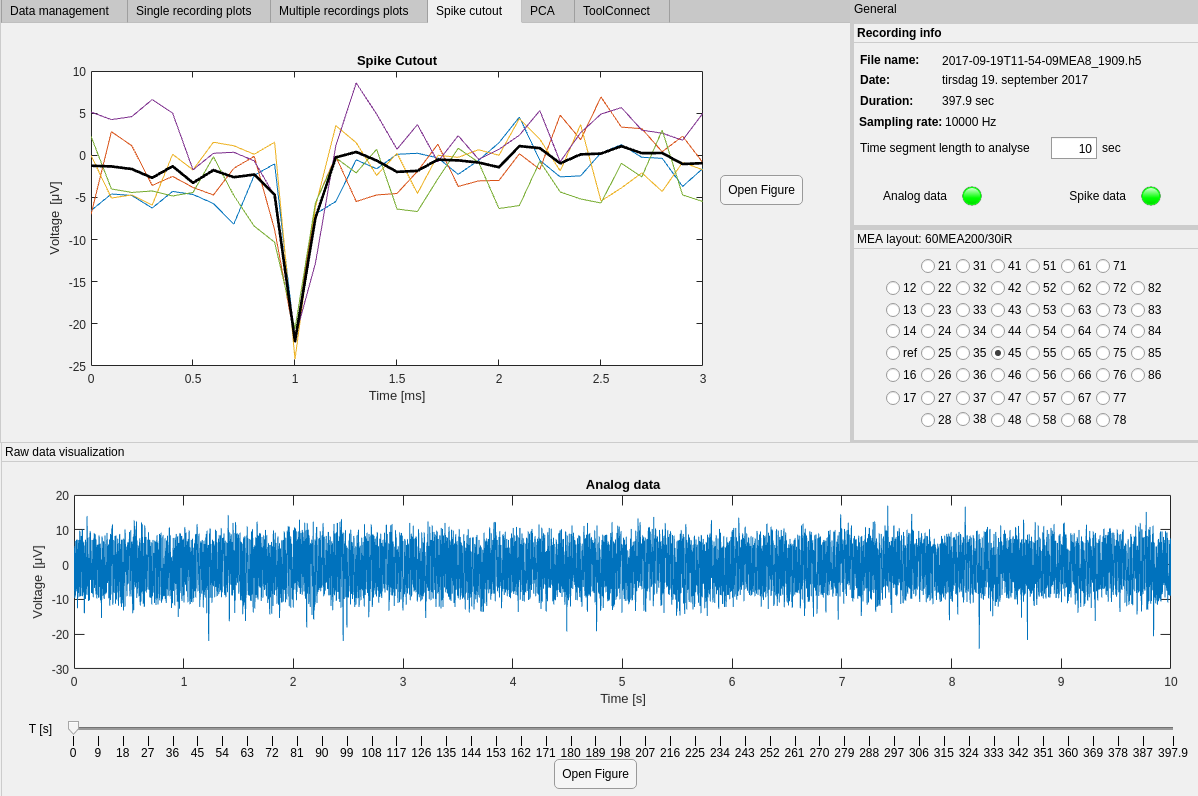 Data management Single recording plots Multiple recordings plots Spike cutout PCA ToolConnect
Spike Cutout
10
5
0
-5
-10
-15
-20
-25
Voltage [µV]
0 0.5 1 1.5 2 2.5 3
Time [ms]
Open Figure
General
Recording info
File name: 2017-09-19T11-54-09MEA8_1909.h5
Date: tirsdag 19. september 2017
Duration: 397.9 sec
Sampling rate: 10000 Hz
Time segment length to analyse 10 sec
Analog data Spike data
MEA layout: 60MEA200/30iR
21 31 41 51 61 71
12 22 32 42 52 62 72 82
13 23 33 43 53 63 73 83
14 24 34 44 54 64 74 84
ref 25 35 45 55 65 75 85
16 26 36 46 56 66 76 86
17 27 37 47 57 67 77
28 38 48 58 68 78
Raw data visualization
Analog data
20
10
0
-10
-20
-30
Voltage [µV]
0 1 2 3 4 5 6 7 8 9 10
Time [s]
T [s]
0 9 18 27 36 45 54 63 72 81 90 99 108 117 126 135 144 153 162 171 180 189 198 207 216 225 234 243 252 261 270 279 288 297 306 315 324 333 342 351 360 369 378 387 397.9
Open Figure